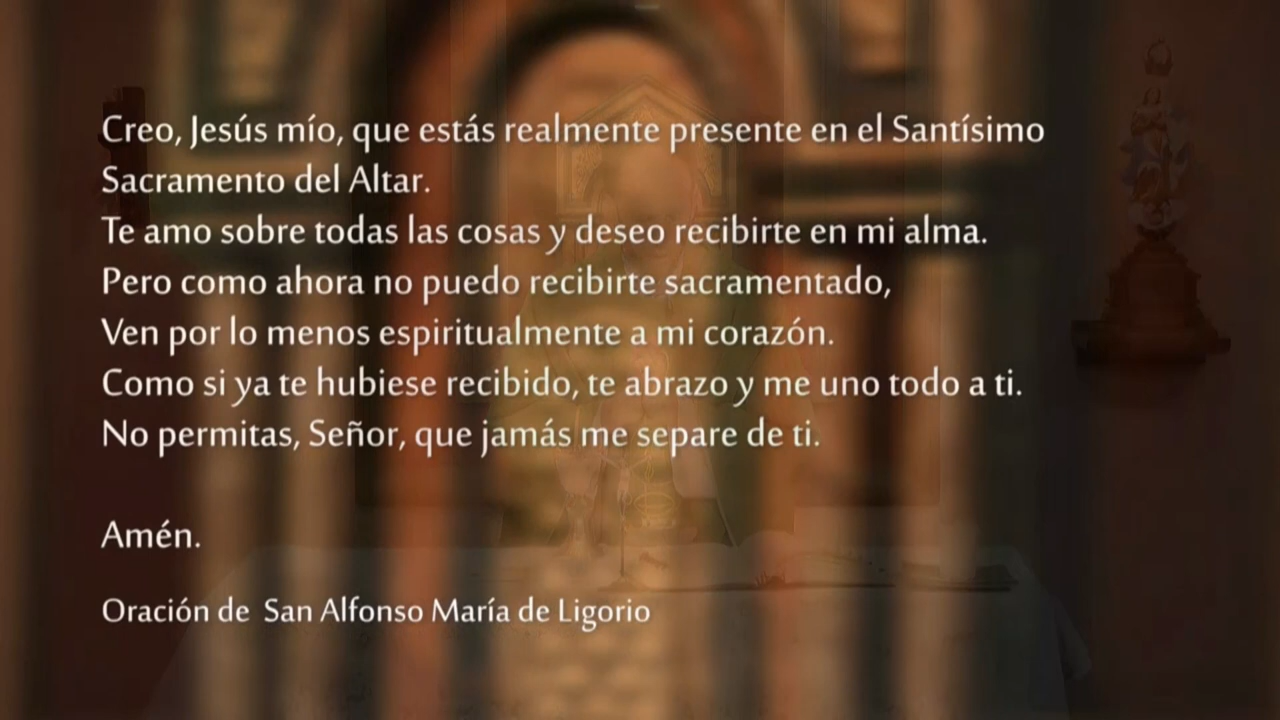 Creo, Jesús mío, que estás realmente presente en el Santísimo
Sacramento del Altar.
Te amo sobre todas las cosas y deseo recibirte en mi alma.
Pero como ahora no puedo recibirte sacramentado,
Ven por lo menos espiritualmente a mi corazón.
Como si ya te hubiese recibido, te abrazo y me uno todo a ti.
No permitas, Señor, que jamás me separe de ti.
Amén.
Oración de San Alfonso María de Ligorio